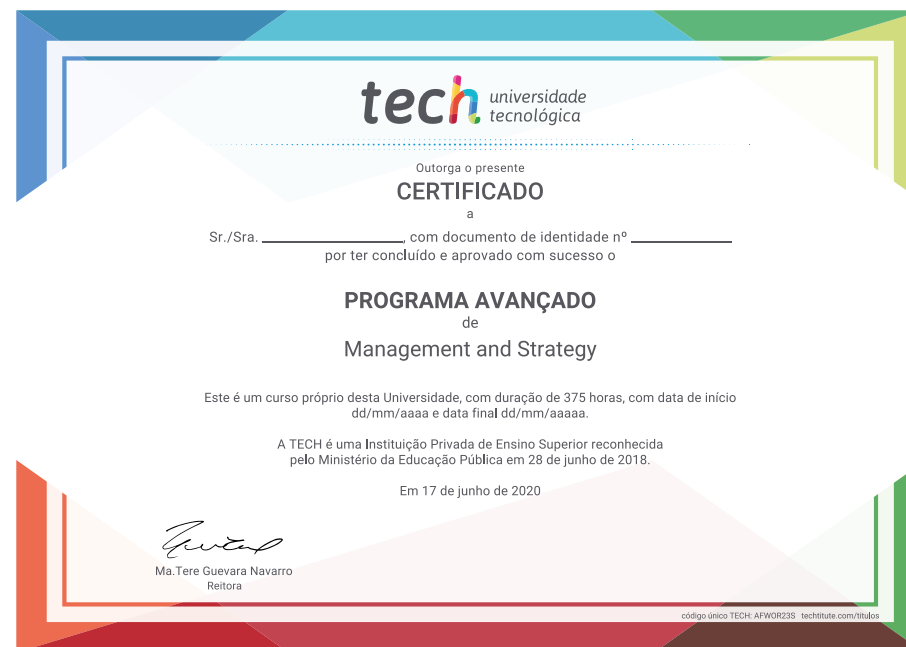 tech universidade
tecnológica
Outorga o presente
CERTIFICADO
a
Sr./Sra. ____________, com documento de identidade nº ____________
por ter concluído e aprovado com sucesso o
PROGRAMA AVANÇADO
de
Management and Strategy
Este é um curso próprio desta Universidade, com duração de 375 horas, com data de início
dd/mm/aaaa e data final dd/mm/aaaaa.
A TECH é uma Instituição Privada de Ensino Superior reconhecida
pelo Ministério da Educação Pública em 28 de junho de 2018.
Em 17 de junho de 2020
Ma.Tere Guevara Navarro
Reitora
código único TECH: AFWOR23S techtitute.com/titulos